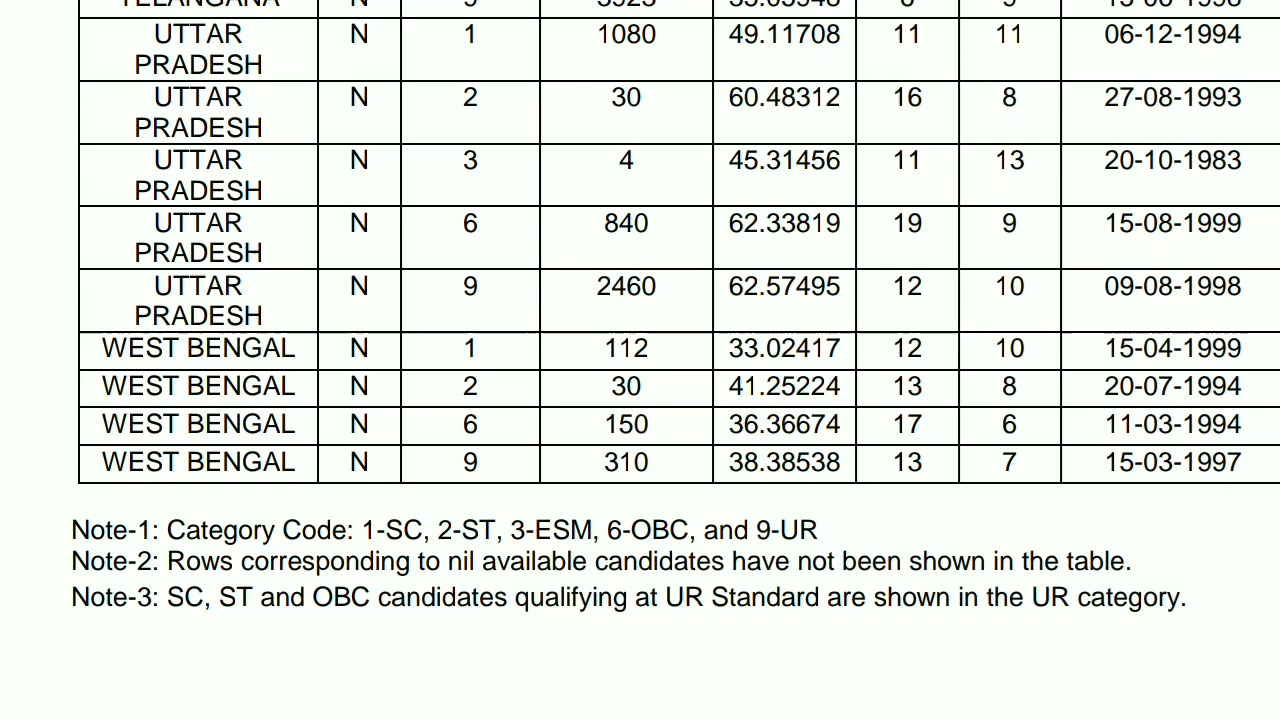 TELANGANA N 9 3923 6 9
UTTAR N 1 1080 49.11708 11 11 06-12-1994
PRADESH
UTTAR N 2 30 60.48312 16 8 27-08-1993
PRADESH
UTTAR N 3 4 45.31456 11 13 20-10-1983
PRADESH
UTTAR N 6 840 62.33819 19 9 15-08-1999
PRADESH
UTTAR N 9 2460 62.57495 12 10 09-08-1998
PRADESH
WEST BENGAL N 1 112 33.02417 12 10 15-04-1999
WEST BENGAL N 2 30 41.25224 13 8 20-07-1994
WEST BENGAL N 6 150 36.36674 17 6 11-03-1994
WEST BENGAL N 9 310 38.38538 13 7 15-03-1997
Note-1: Category Code: 1-SC, 2-ST, 3-ESM, 6-OBC, and 9-UR
Note-2: Rows corresponding to nil available candidates have not been shown in the table.
Note-3: SC, ST and OBC candidates qualifying at UR Standard are shown in the UR category.